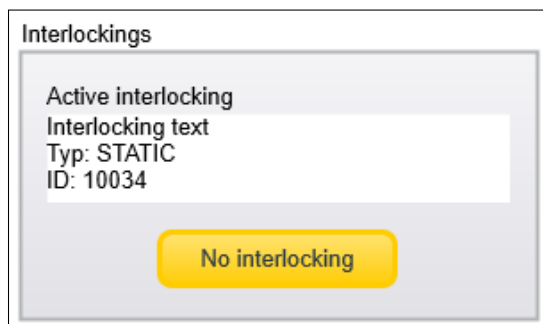 Interlockings
Active interlocking
Interlocking text
Typ: STATIC
ID: 10034
No interlocking